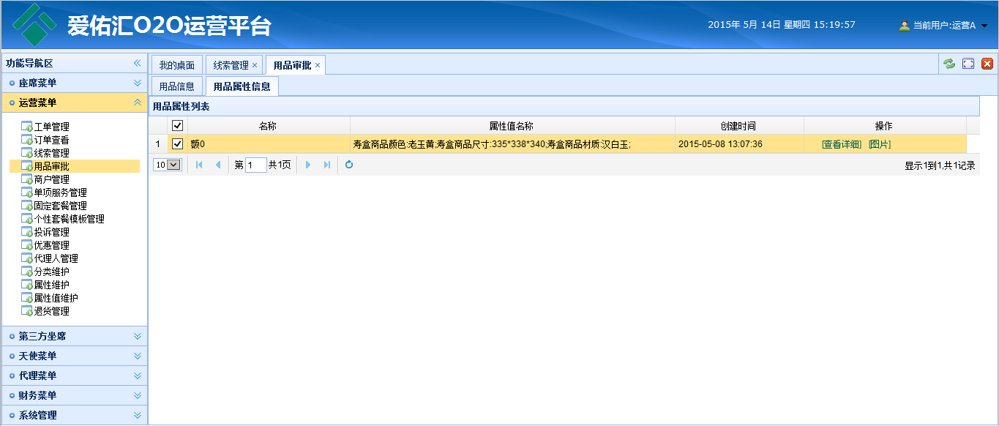 爱佑汇O2O运营平台
2015年 5月 14日 星期四 15:19:57
当前用户:运营A
功能导航区
座席菜单
运营菜单
工单管理
订单查看
线索管理
用品审批
商户管理
单项服务管理
固定套餐管理
个性套餐模板管理
投诉管理
优惠管理
代理人管理
分类维护
属性维护
属性值维护
退货管理
第三方坐席
天使菜单
代理菜单
财务菜单
系统管理
我的桌面 线索管理 用品审批
用品信息 用品属性信息
用品属性列表
名称 属性值名称 创建时间 操作
1 额0 寿盒商品颜色:老玉黄;寿盒商品尺寸:335*338*340;寿盒商品材质:汉白玉; 2015-05-08 13:07:36 [查看详细] [图片]
10 第 1 共1页 显示1到1,共1记录